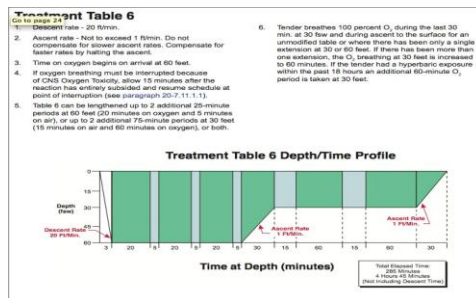 Treatment Table 6
Go to page 24
1. Descent rate - 20 ft/min.
2. Ascent rate - Not to exceed 1 ft/min. Do not
compensate for slower ascent rates. Compensate for
faster rates by halting the ascent.
3. Time on oxygen begins on arrival at 60 feet.
4. If oxygen breathing must be interrupted because
of CNS Oxygen Toxicity, allow 15 minutes after the
reaction has entirely subsided and resume schedule at
point of interruption (see paragraph 20-7.11.1.1).
5. Table 6 can be lengthened up to 2 additional 25-minute
periods at 60 feet (20 minutes on oxygen and 5 minutes
on air), or up to 2 additional 75-minute periods at 30 feet
(15 minutes on air and 60 minutes on oxygen), or both.
6. Tender breathes 100 percent O₂ during the last 30
min. at 30 fsw and during ascent to the surface for an
unmodified table or where there has been only a single
extension at 30 or 60 feet. If there has been more than
one extension, the O₂ breathing at 30 feet is increased
to 60 minutes. If the tender had a hyperbaric exposure
within the past 18 hours an additional 60-minute O₂
period is taken at 30 feet.
Treatment Table 6 Depth/Time Profile
0
15
Depth
(fsw)
30
45
60
Descent Rate
20 Ft/Min.
Ascent Rate
1 Ft/Min.
Ascent Rate
1 Ft/Min.
3 20 5 20 5 20 5 30 15 60 15 60 30
Time at Depth (minutes)
Total Elapsed Time:
285 Minutes
4 Hours 45 Minutes
(Not Including Descent Time)